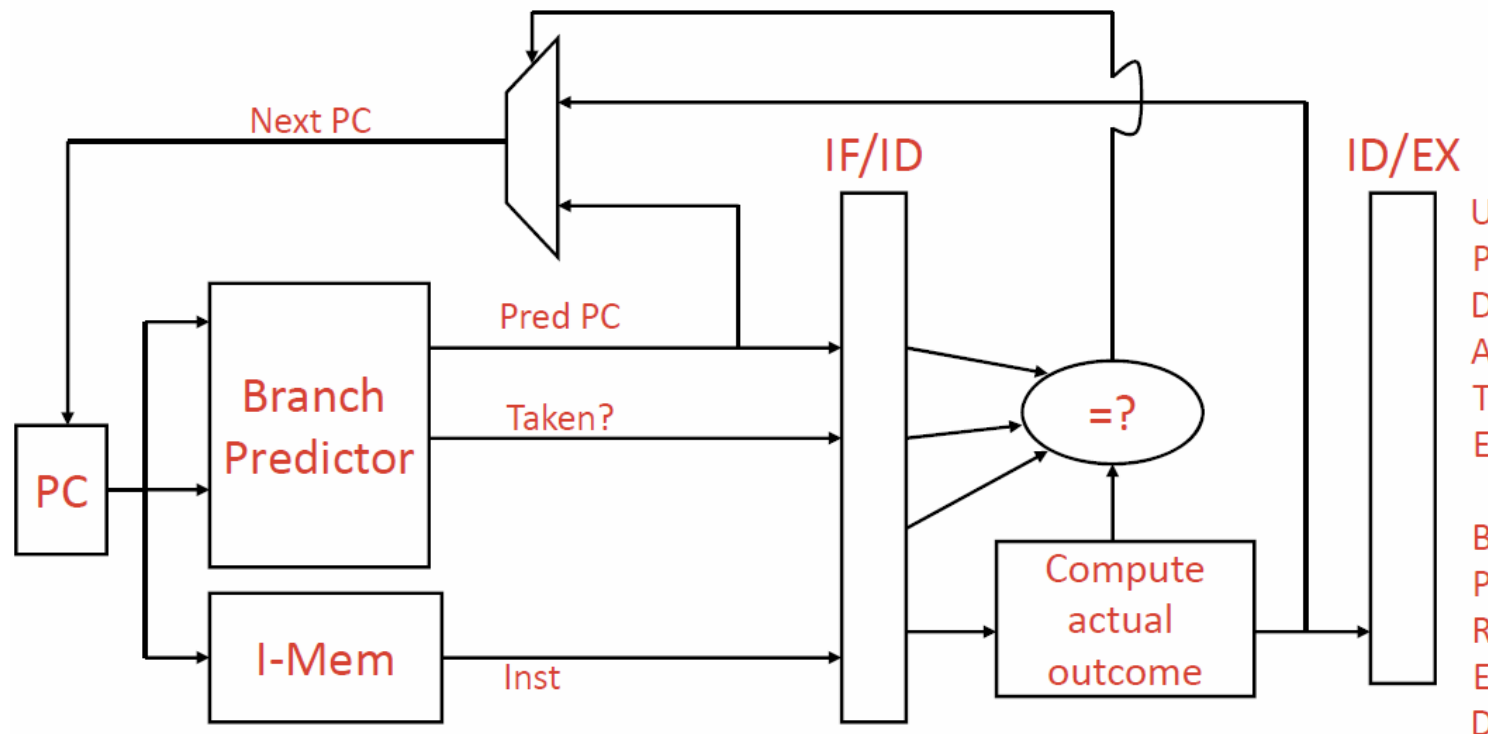 Next PC
IF/ID
ID/EX
Pred PC
Branch
Predictor
Taken?
=?
PC
I-Mem
Inst
Compute
actual
outcome
U
P
D
A
T
E
B
P
R
E
D